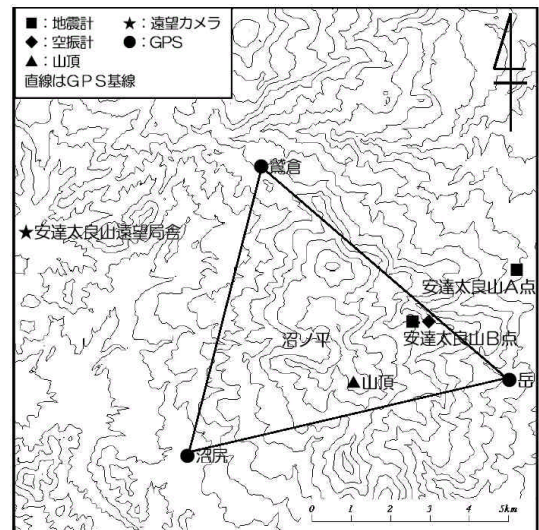 ■：地震計 ★：遠望カメラ
◆：空振計 ●：GPS
▲：山頂
直線はＧＰＳ基線
鷲倉
★安達太良山遠望局舎
安達太良山A点
安達太良山B点
沼ノ平
山頂
岳
沼尻
0 1 2 3 4 5km